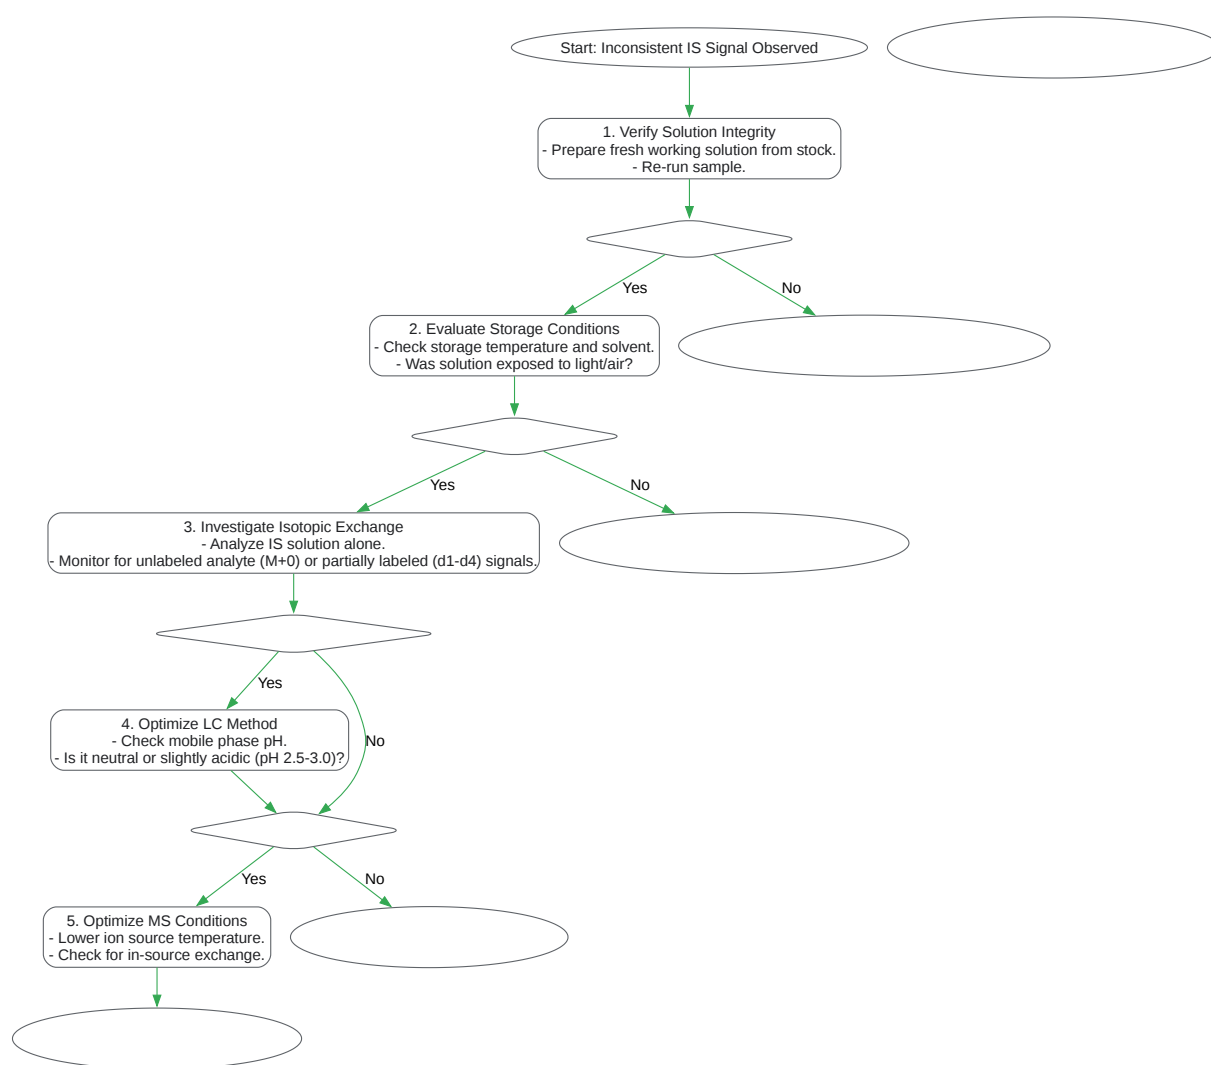 Start: Inconsistent IS Signal Observed
1. Verify Solution Integrity
- Prepare fresh working solution from stock.
- Re-run sample.
Yes
No
2. Evaluate Storage Conditions
- Check storage temperature and solvent.
- Was solution exposed to light/air?
Yes
No
3. Investigate Isotopic Exchange
- Analyze IS solution alone.
- Monitor for unlabeled analyte (M+0) or partially labeled (d1-d4) signals.
Yes
No
4. Optimize LC Method
- Check mobile phase pH.
- Is it neutral or slightly acidic (pH 2.5-3.0)?
Yes
No
5. Optimize MS Conditions
- Lower ion source temperature.
- Check for in-source exchange.